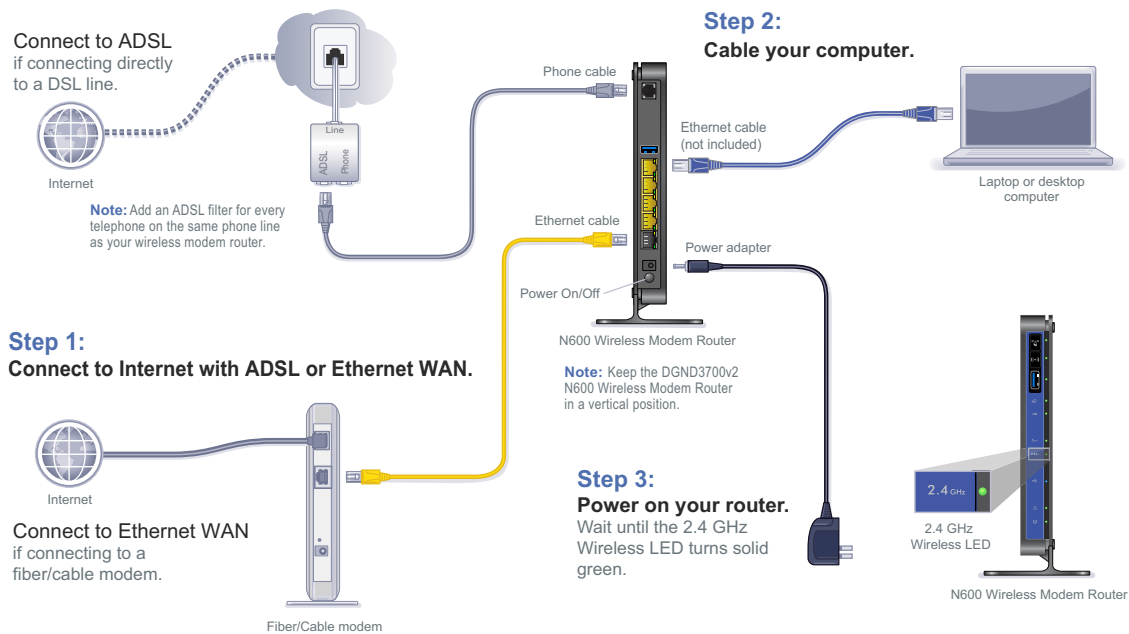 Connect to ADSL
if connecting directly
to a DSL line.
Internet
Line
ADSL
Phone
Note: Add an ADSL filter for every
telephone on the same phone line
as your wireless modem router.
Phone cable
Step 2:
Cable your computer.
Ethernet cable
(not included)
Laptop or desktop
computer
Ethernet cable
Power adapter
Power On/Off
N600 Wireless Modem Router
Note: Keep the DGND3700v2
N600 Wireless Modem Router
in a vertical position.
Step 1:
Connect to Internet with ADSL or Ethernet WAN.
Internet
Connect to Ethernet WAN
if connecting to a
fiber/cable modem.
Fiber/Cable modem
Step 3:
Power on your router.
Wait until the 2.4 GHz
Wireless LED turns solid
green.
2.4 GHz
2.4 GHz
Wireless LED
N600 Wireless Modem Router